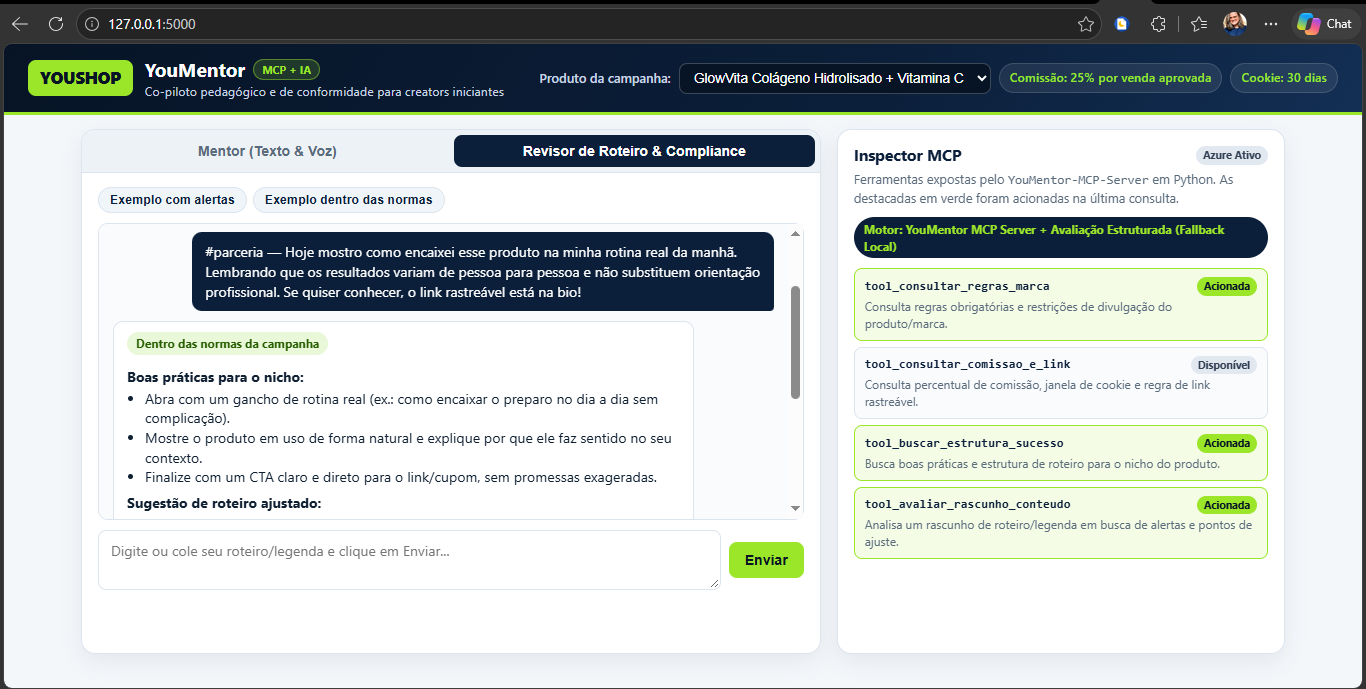 127.0.0.1:5000
Chat
YOUSHOP
YouMentor
MCP + IA
Co-piloto pedagógico e de conformidade para creators iniciantes
Produto da campanha:
GlowVita Colágeno Hidrolisado + Vitamina C
Comissão: 25% por venda aprovada
Cookie: 30 dias
Mentor (Texto & Voz)
Revisor de Roteiro & Compliance
Exemplo com alertas
Exemplo dentro das normas
#parceria — Hoje mostro como encaixei esse produto na minha rotina real da manhã.
Lembrando que os resultados variam de pessoa para pessoa e não substituem orientação
profissional. Se quiser conhecer, o link rastreável está na bio!
Dentro das normas da campanha
Boas práticas para o nicho:
• Abra com um gancho de rotina real (ex.: como encaixar o preparo no dia a dia sem
complicação).
• Mostre o produto em uso de forma natural e explique por que ele faz sentido no seu
contexto.
• Finalize com um CTA claro e direto para o link/cupom, sem promessas exageradas.
Sugestão de roteiro ajustado:
Digite ou cole seu roteiro/legenda e clique em Enviar...
Enviar
Inspector MCP
Azure Ativo
Ferramentas expostas pelo YouMentor-MCP-Server em Python. As
destacadas em verde foram acionadas na última consulta.
Motor: YouMentor MCP Server + Avaliação Estruturada (Fallback
Local)
tool_consultar_regras_marca
Acionada
Consulta regras obrigatórias e restrições de divulgação do
produto/marca.
tool_consultar_comissao_e_link
Disponível
Consulta percentual de comissão, janela de cookie e regra de link
rastreável.
tool_buscar_estrutura_sucesso
Acionada
Busca boas práticas e estrutura de roteiro para o nicho do produto.
tool_avaliar_rascunho_conteudo
Acionada
Analisa um rascunho de roteiro/legenda em busca de alertas e pontos de
ajuste.